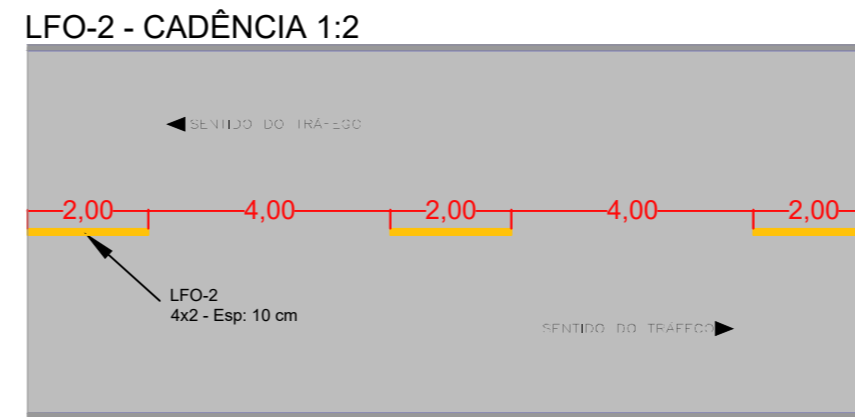 LFO-2 - CADÊNCIA 1:2
SENTIDO DO TRÁFEGO
2,00 4,00 2,00 4,00 2,00
LFO-2
4x2 - Esp: 10 cm
SENTIDO DO TRÁFEGO